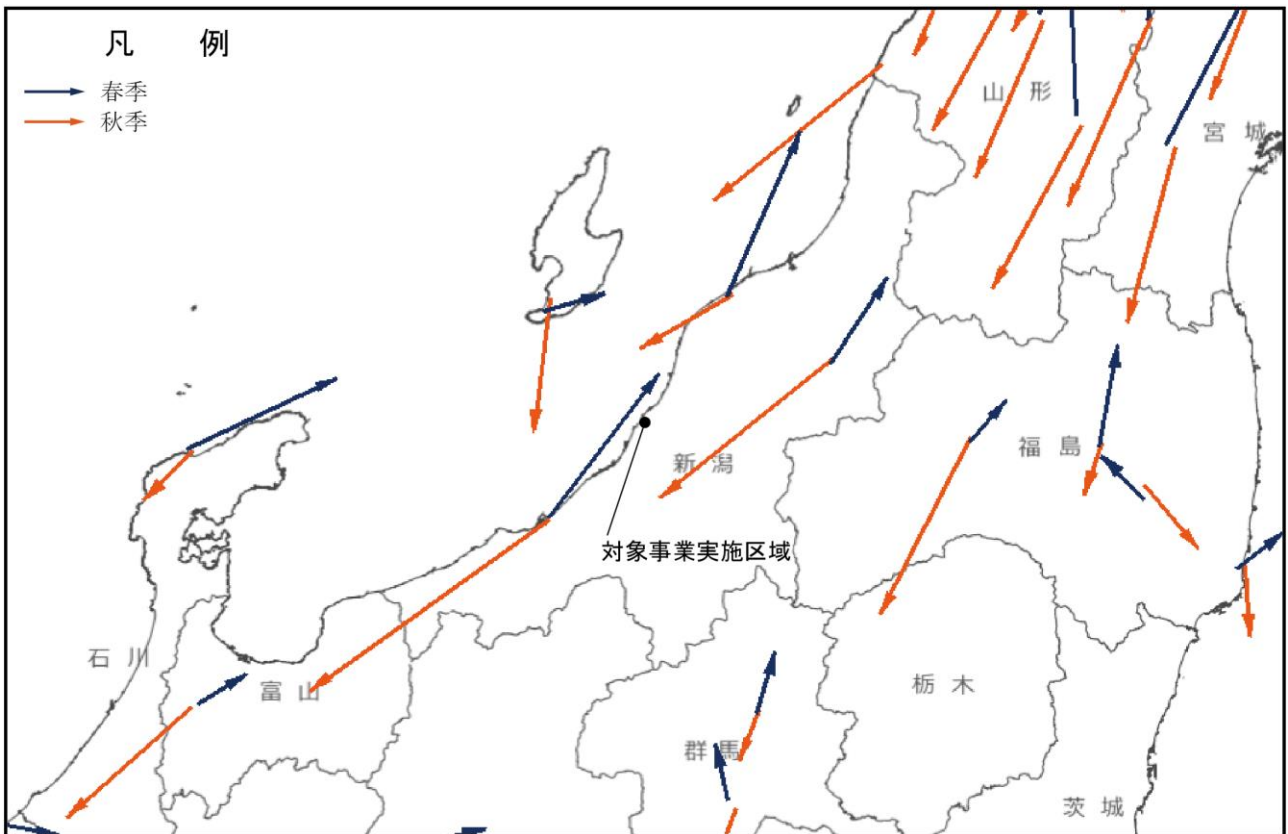 凡 例
春季
秋季
山 形
宮 城
新 潟
福 島
対象事業実施区域
石 川
富 山
栃 木
群 馬
茨 城